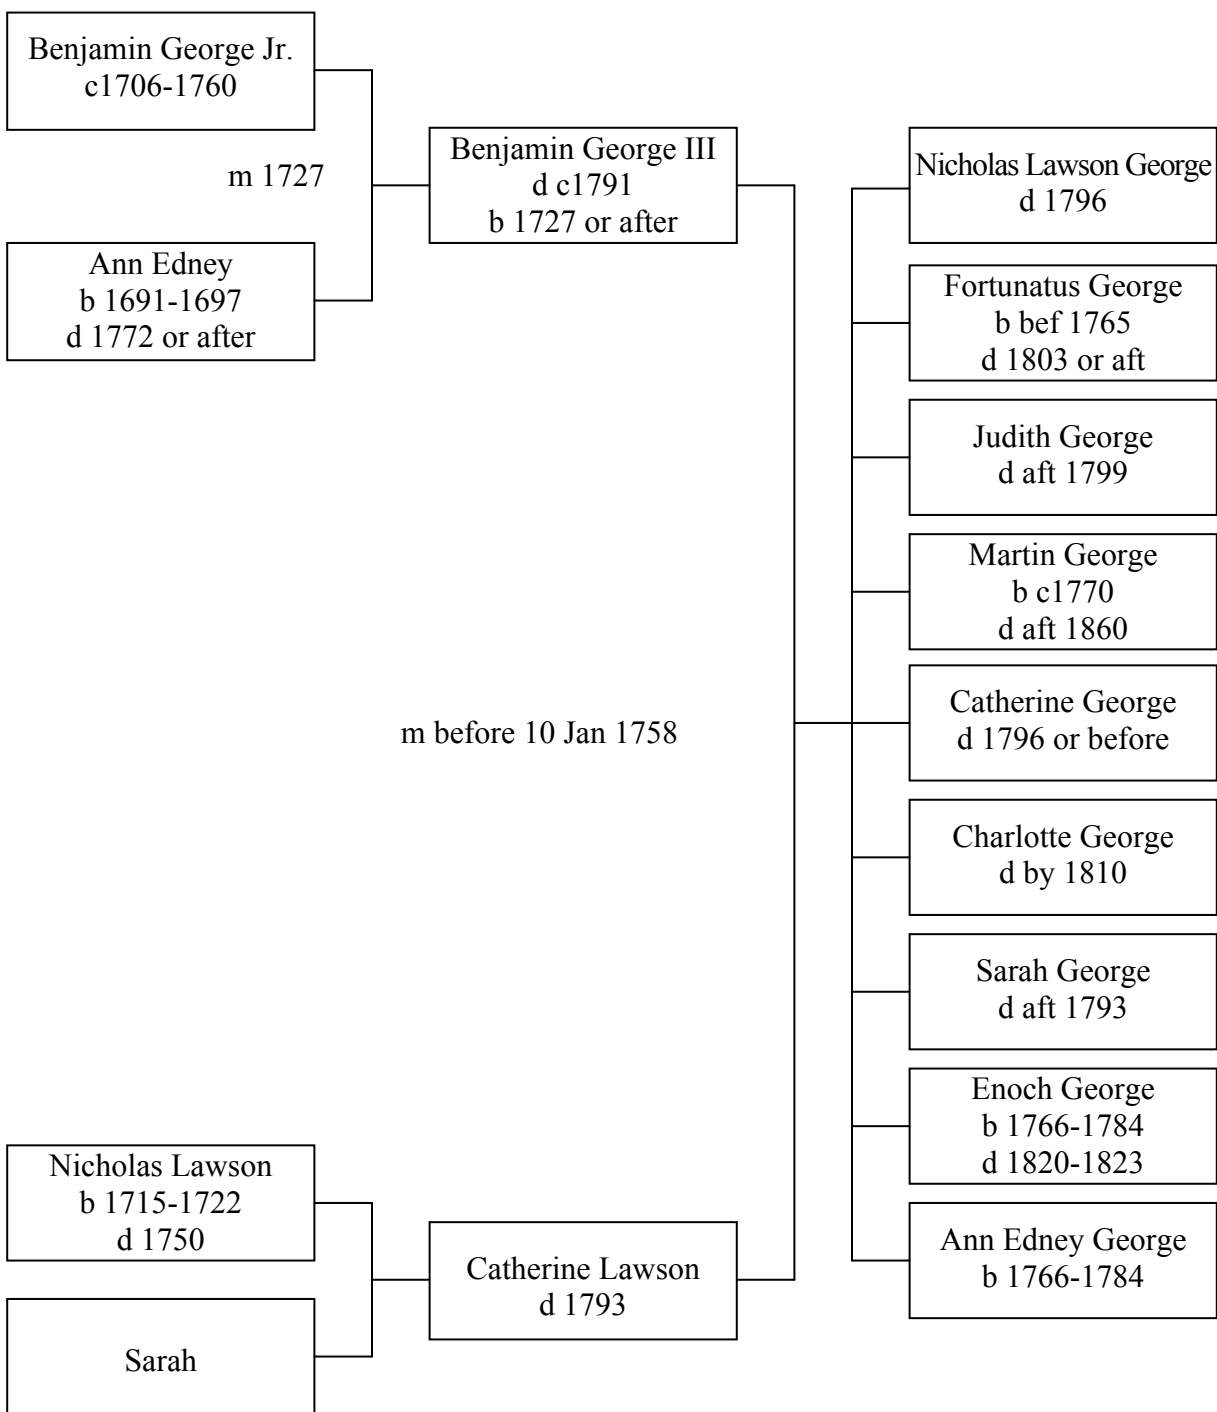 Benjamin George Jr.
c1706-1760
m 1727
Ann Edney
b 1691-1697
d 1772 or after
Benjamin George III
d c1791
b 1727 or after
m before 10 Jan 1758
Nicholas Lawson
b 1715-1722
d 1750
Sarah
Catherine Lawson
d 1793
Nicholas Lawson George
d 1796
Fortunatus George
b bef 1765
d 1803 or aft
Judith George
d aft 1799
Martin George
b c1770
d aft 1860
Catherine George
d 1796 or before
Charlotte George
d by 1810
Sarah George
d aft 1793
Enoch George
b 1766-1784
d 1820-1823
Ann Edney George
b 1766-1784